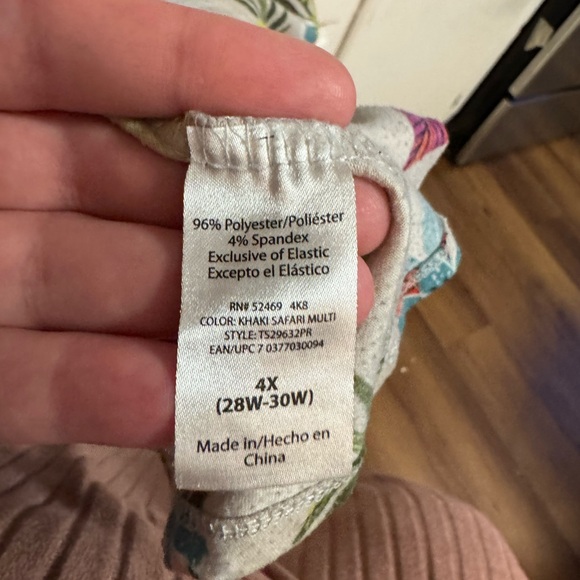 96% Polyester/Poliéster
4% Spandex
Exclusive of Elastic
Excepto el Elástico
RN# 52469 4K8
COLOR: KHAKI SAFARI MULTI
STYLE: TS29632PR
EAN/UPC 7 0377030094
4X
(28W-30W)
Made in/Hecho en
China